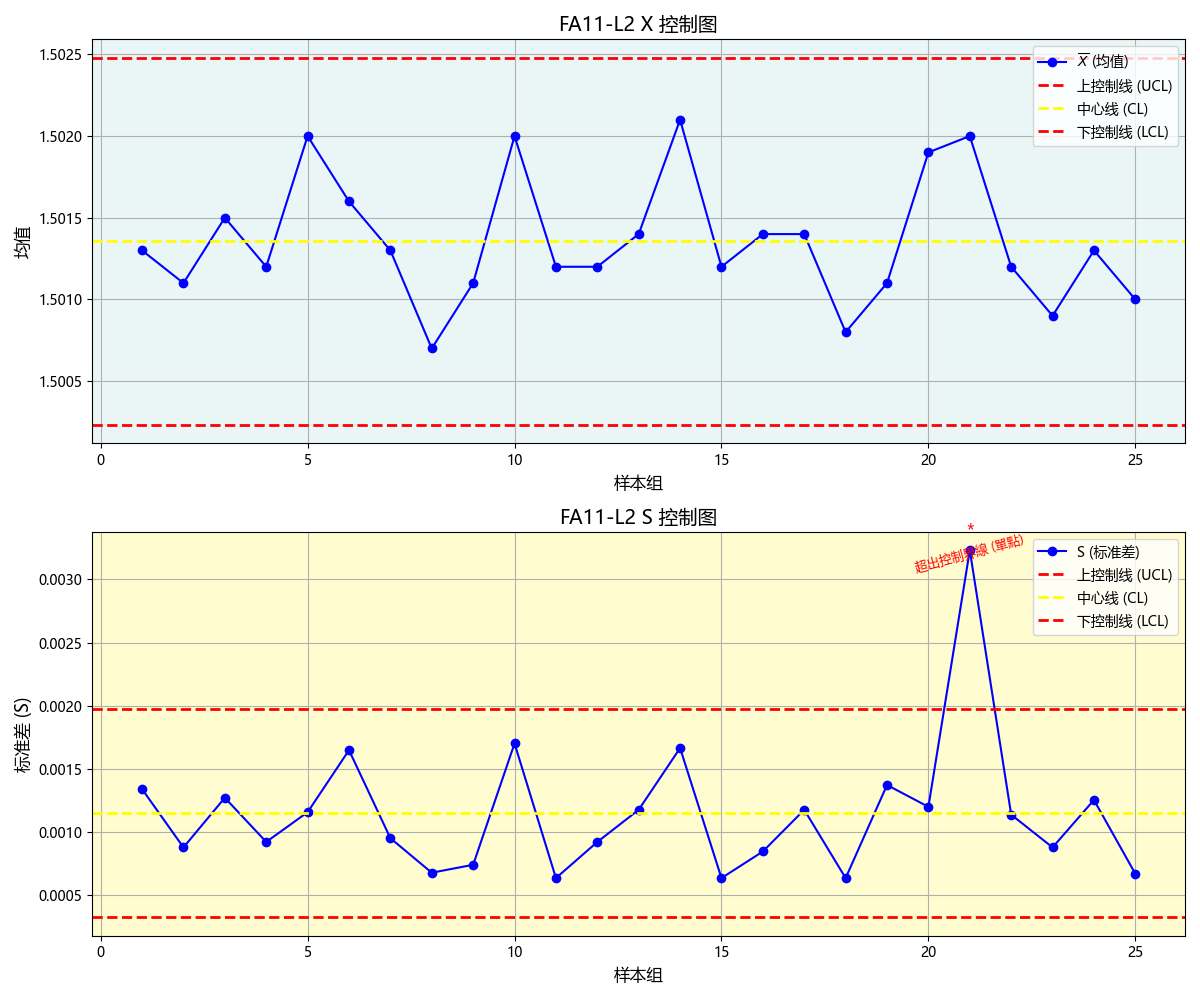 FA11-L2 X 控制图
1.5025
1.5020
1.5015
1.5010
1.5005
均值
X (均值)
上控制线 (UCL)
中心线 (CL)
下控制线 (LCL)
0 5 10 15 20 25
样本组
FA11-L2 S 控制图
*
超出控制界線 (單點)
0.0030
0.0025
0.0020
0.0015
0.0010
0.0005
标准差 (S)
S (标准差)
上控制线 (UCL)
中心线 (CL)
下控制线 (LCL)
0 5 10 15 20 25
样本组